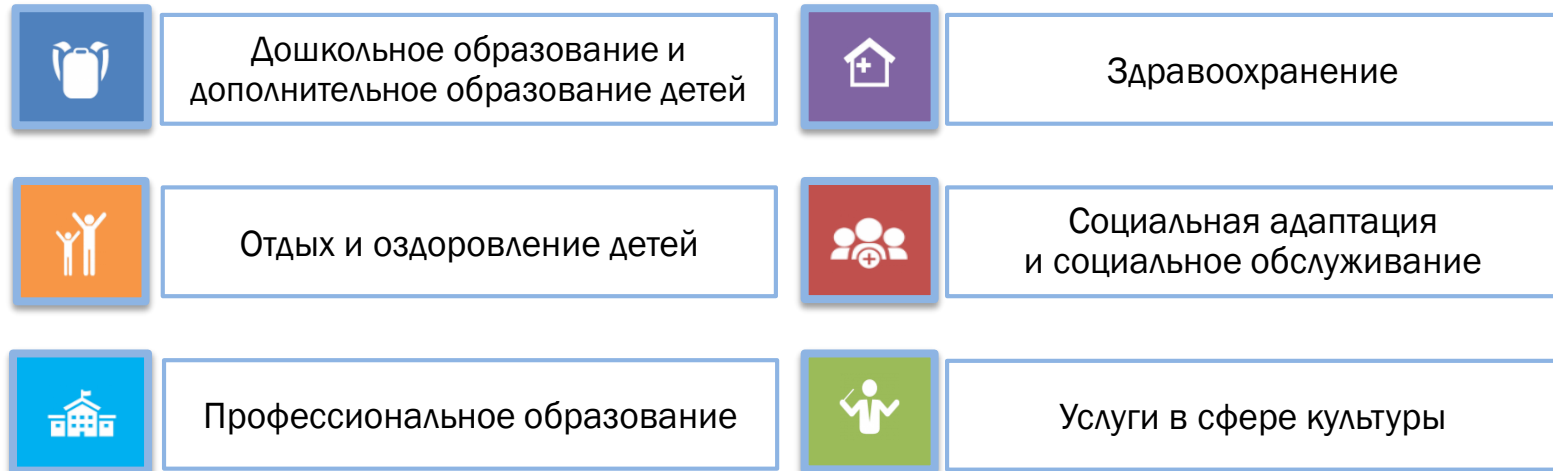 Дошкольное образование и
дополнительное образование детей
Здравоохранение
Отдых и оздоровление детей
Социальная адаптация
и социальное обслуживание
Профессиональное образование
Услуги в сфере культуры